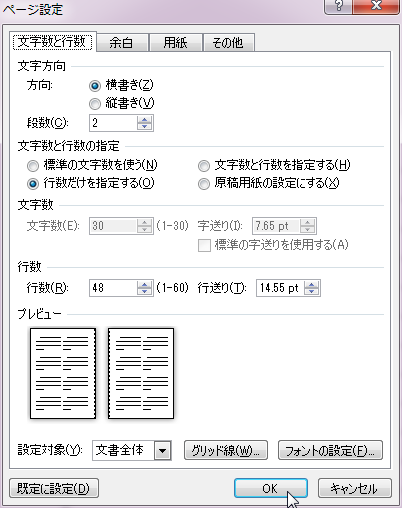 ページ設定
文字数と行数 余白 用紙 その他
文字方向
方向: 横書き(Z)
縦書き(V)
段数(C): 2
文字数と行数の指定
標準の文字数を使う(N) 文字数と行数を指定する(H)
行数だけを指定する(O) 原稿用紙の設定にする(X)
文字数
文字数(E): 30 (1-30) 字送り(I): 7.65 pt
標準の字送りを使用する(A)
行数
行数(R): 48 (1-60) 行送り(T): 14.55 pt
プレビュー
設定対象(Y): 文書全体 グリッド線(W)... フォントの設定(F)...
既定に設定(D) OK キャンセル